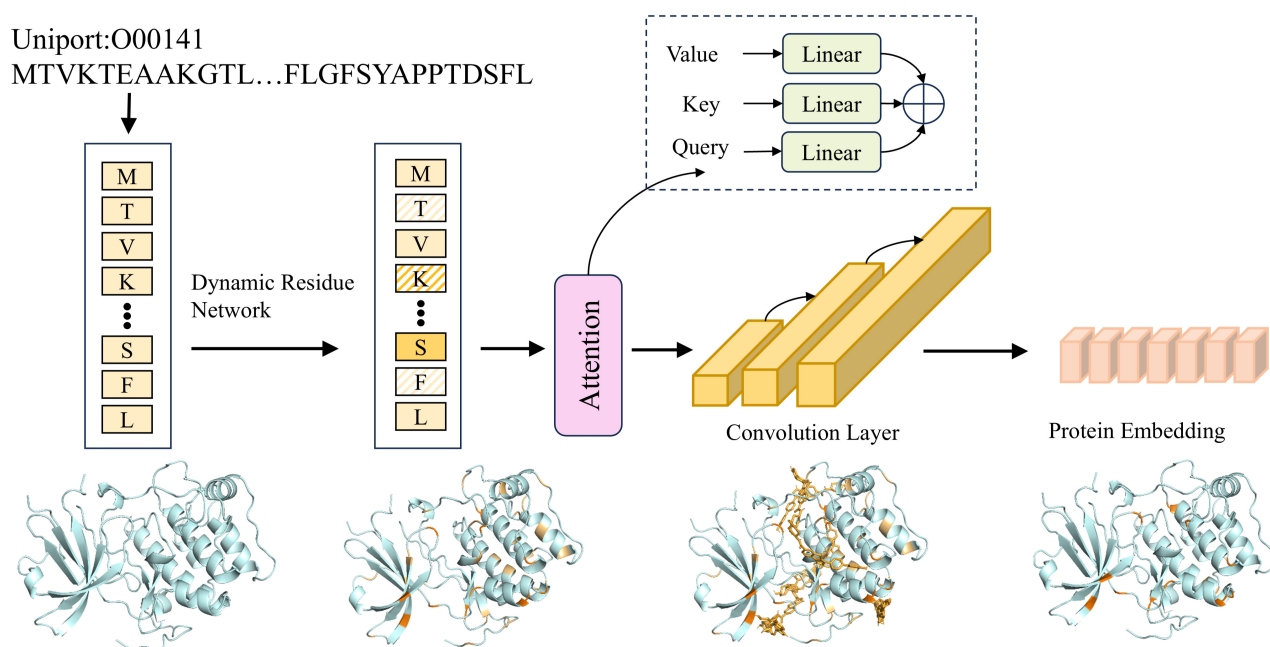 Uniport:O00141
MTVKTEAAKGTL...FLGFSYAPPTDSFL
Value
Linear
Key
Linear
Query
Linear
M
T
V
K
S
F
L
Dynamic Residue
Network
M
T
V
K
S
F
L
Attention
Convolution Layer
Protein Embedding